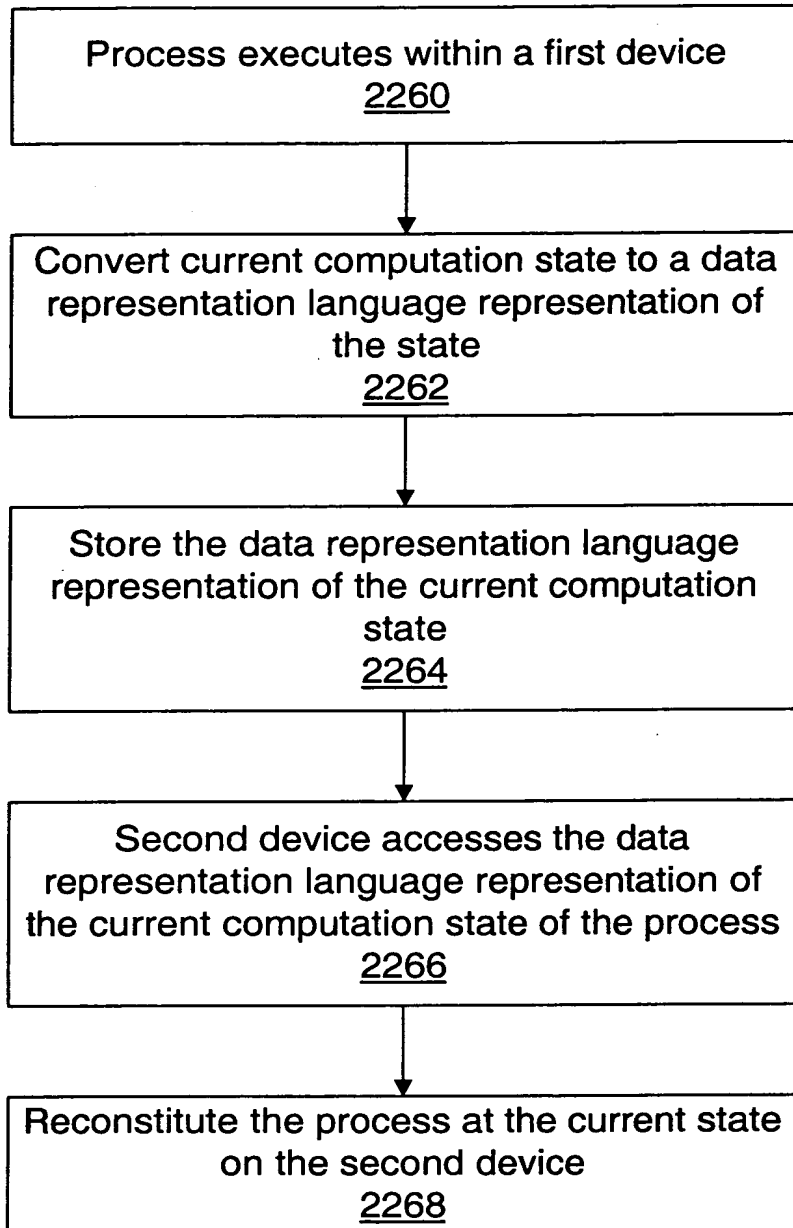 Process executes within a first device
2260
Convert current computation state to a data
representation language representation of
the state
2262
Store the data representation language
representation of the current computation
state
2264
Second device accesses the data
representation language representation of
the current computation state of the process
2266
Reconstitute the process at the current state
on the second device
2268